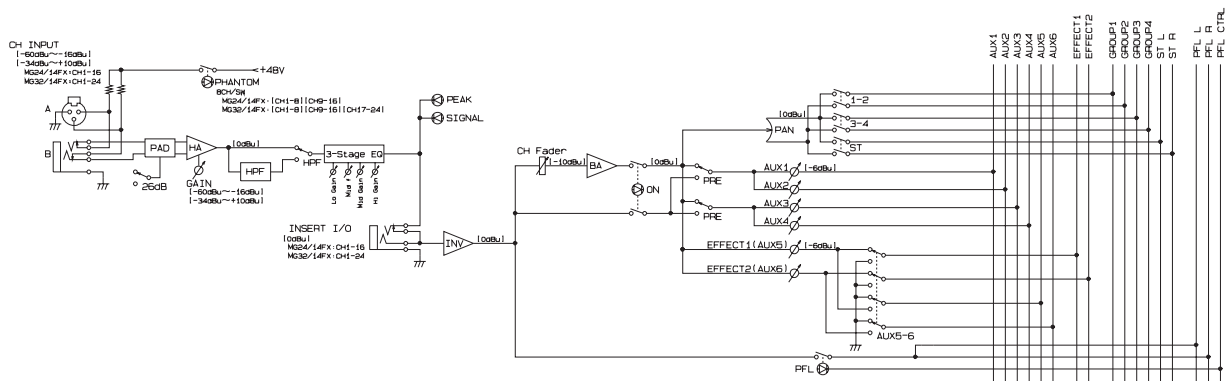 CH INPUT
[-60dBu~-16dBu]
[-34dBu~+10dBu]
MG24/14FX:CH1-16
MG32/14FX:CH1-24
A
B
+48V
PHANTOM
8CH/SW
MG24/14FX:[CH1-8][CH9-16]
MG32/14FX:[CH1-8][CH9-16][CH17-24]
PAD
26dB
HA
GAIN
[-60dBu~-16dBu]
[-34dBu~+10dBu]
[0dBu]
HPF
HPF
3-Stage EQ
Lo Gain
Mid f
Mid Gain
Hi Gain
PEAK
SIGNAL
INSERT I/O
[0dBu]
MG24/14FX:CH1-16
MG32/14FX:CH1-24
INV
[0dBu]
CH Fader
[-10dBu]
BA
ON
[0dBu]
PRE
PRE
[0dBu]
PAN
1-2
3-4
ST
AUX1
[-6dBu]
AUX2
AUX3
AUX4
EFFECT1(AUX5)
[-6dBu]
EFFECT2(AUX6)
AUX5-6
PFL
AUX1
AUX2
AUX3
AUX4
AUX5
AUX6
EFFECT1
EFFECT2
GROUP1
GROUP2
GROUP3
GROUP4
ST L
ST R
PFL L
PFL R
PFL CTRL